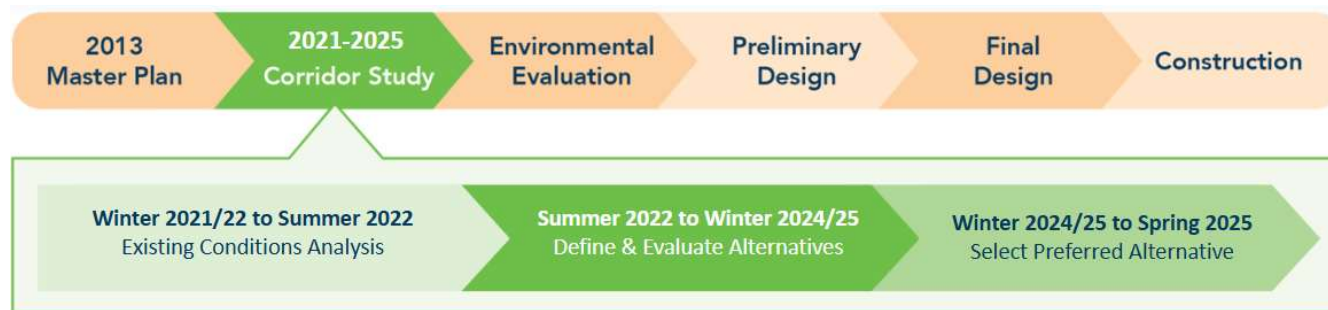 2013
Master Plan
2021-2025
Corridor Study
Environmental
Evaluation
Preliminary
Design
Final
Design
Construction
Winter 2021/22 to Summer 2022
Existing Conditions Analysis
Summer 2022 to Winter 2024/25
Define & Evaluate Alternatives
Winter 2024/25 to Spring 2025
Select Preferred Alternative